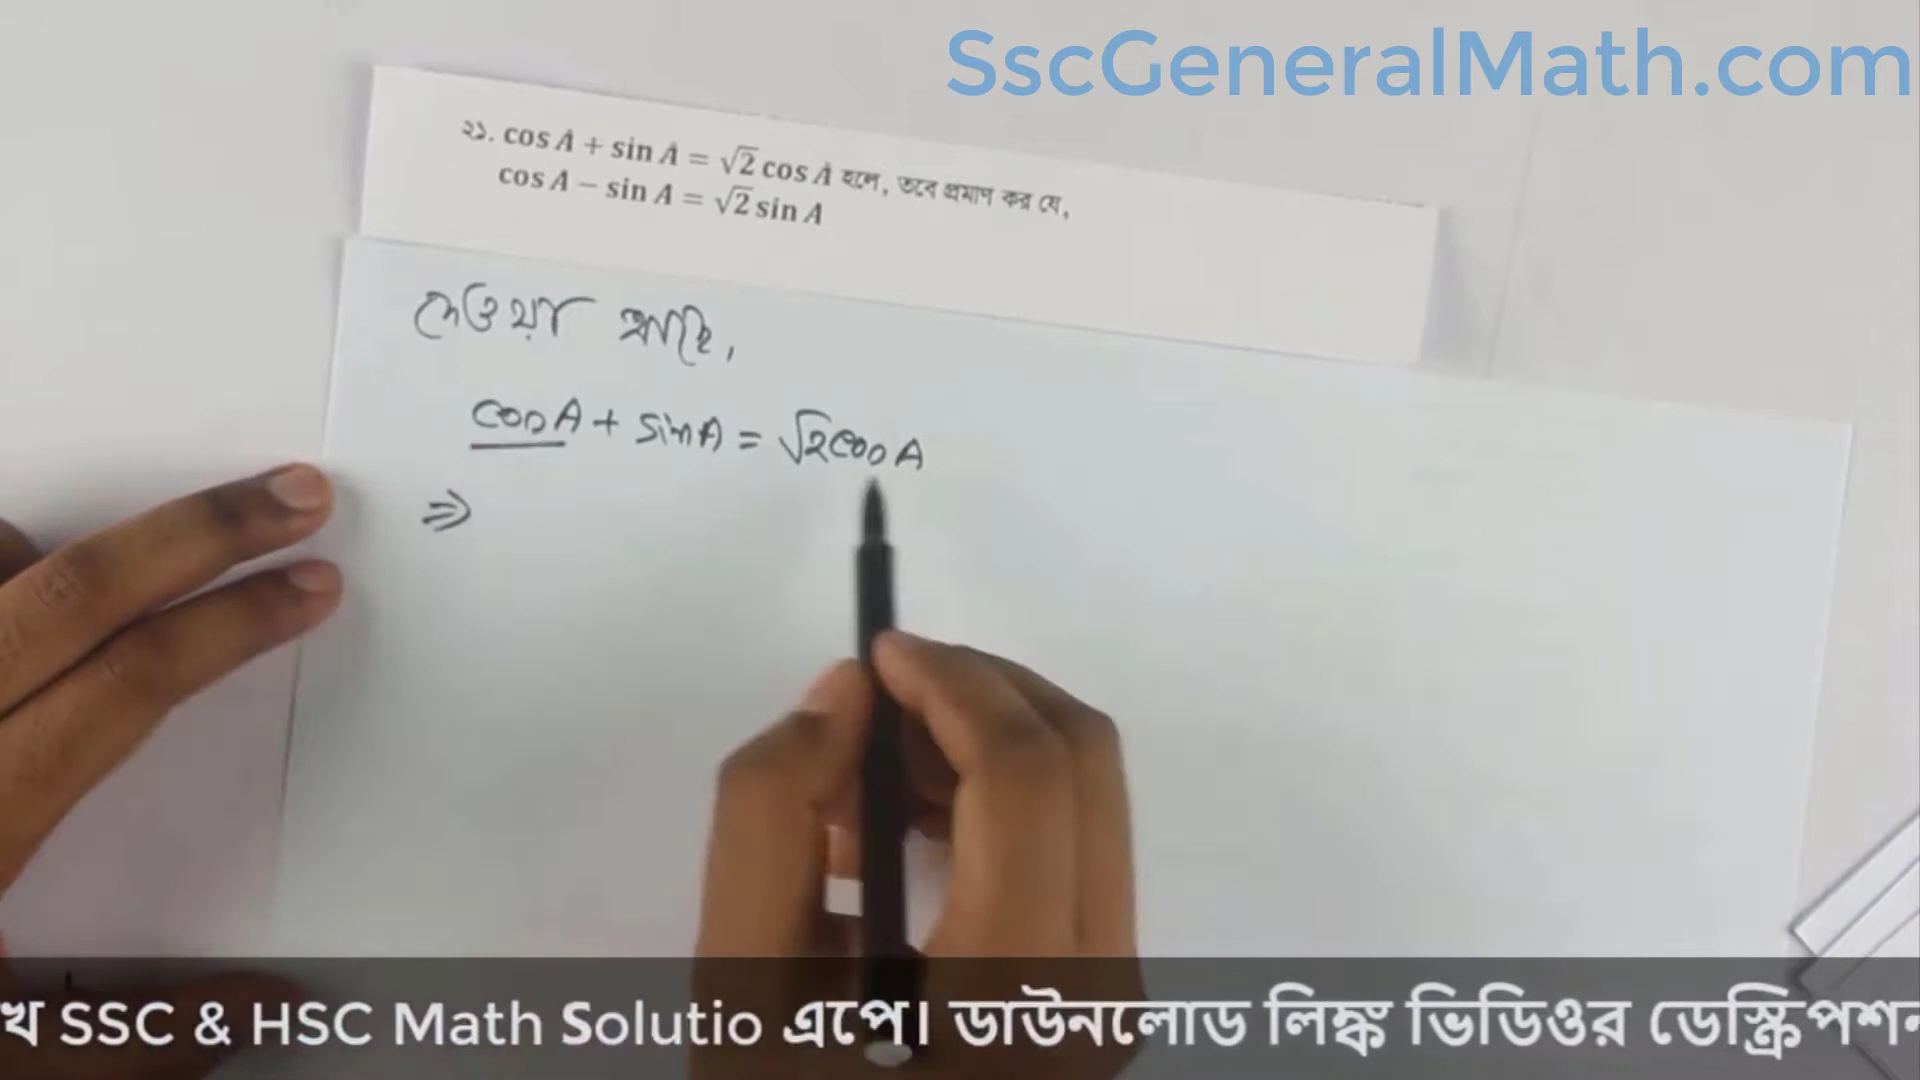 SscGeneralMath.com
২১. cos A + sin A = √2 cos A হলে, তবে প্রমাণ কর যে,
cos A − sin A = √2 sin A
দেওয়া আছে,
cos A + sin A = √2 cos A
⇒
খ SSC & HSC Math Solutio এপে। ডাউনলোড লিঙ্ক ভিডিওর ডেস্ক্রিপশন